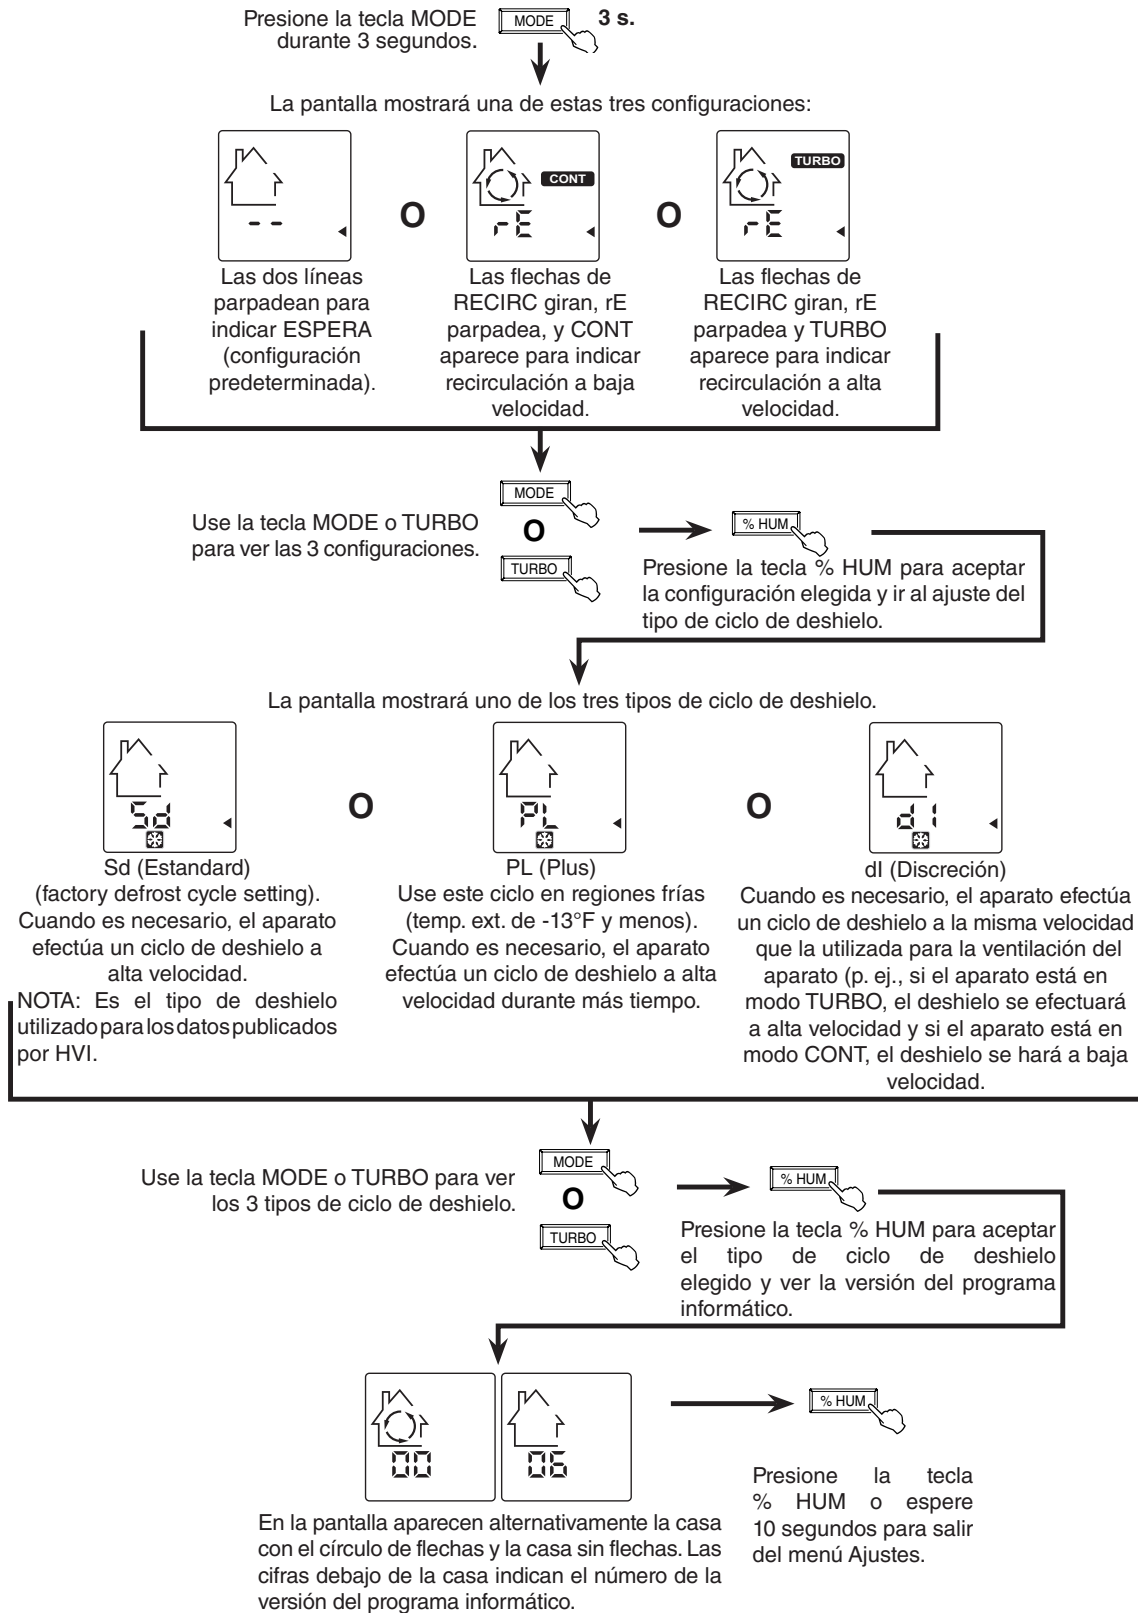 Presione la tecla MODE
durante 3 segundos.
MODE
3 s.
La pantalla mostrará una de estas tres configuraciones:
- -
O
CONT
rE
O
TURBO
rE
Las dos líneas
parpadean para
indicar ESPERA
(configuración
predeterminada).
Las flechas de
RECIRC giran, rE
parpadea, y CONT
aparece para indicar
recirculación a baja
velocidad.
Las flechas de
RECIRC giran, rE
parpadea y TURBO
aparece para indicar
recirculación a alta
velocidad.
Use la tecla MODE o TURBO
para ver las 3 configuraciones.
MODE
O
TURBO
% HUM
Presione la tecla % HUM para aceptar
la configuración elegida y ir al ajuste del
tipo de ciclo de deshielo.
La pantalla mostrará uno de los tres tipos de ciclo de deshielo.
Sd
O
PL
O
dI
Sd (Estandard)
(factory defrost cycle setting).
Cuando es necesario, el aparato
efectúa un ciclo de deshielo a
alta velocidad.
NOTA: Es el tipo de deshielo
utilizado para los datos publicados
por HVI.
PL (Plus)
Use este ciclo en regiones frías
(temp. ext. de -13°F y menos).
Cuando es necesario, el aparato
efectúa un ciclo de deshielo a alta
velocidad durante más tiempo.
dI (Discreción)
Cuando es necesario, el aparato efectúa
un ciclo de deshielo a la misma velocidad
que la utilizada para la ventilación del
aparato (p. ej., si el aparato está en
modo TURBO, el deshielo se efectuará
a alta velocidad y si el aparato está en
modo CONT, el deshielo se hará a baja
velocidad.
Use la tecla MODE o TURBO para ver
los 3 tipos de ciclo de deshielo.
MODE
O
TURBO
% HUM
Presione la tecla % HUM para aceptar
el tipo de ciclo de deshielo
elegido y ver la versión del programa
informático.
00
06
% HUM
En la pantalla aparecen alternativamente la casa
con el círculo de flechas y la casa sin flechas. Las
cifras debajo de la casa indican el número de la
versión del programa informático.
Presione la tecla
% HUM o espere
10 segundos para salir
del menú Ajustes.